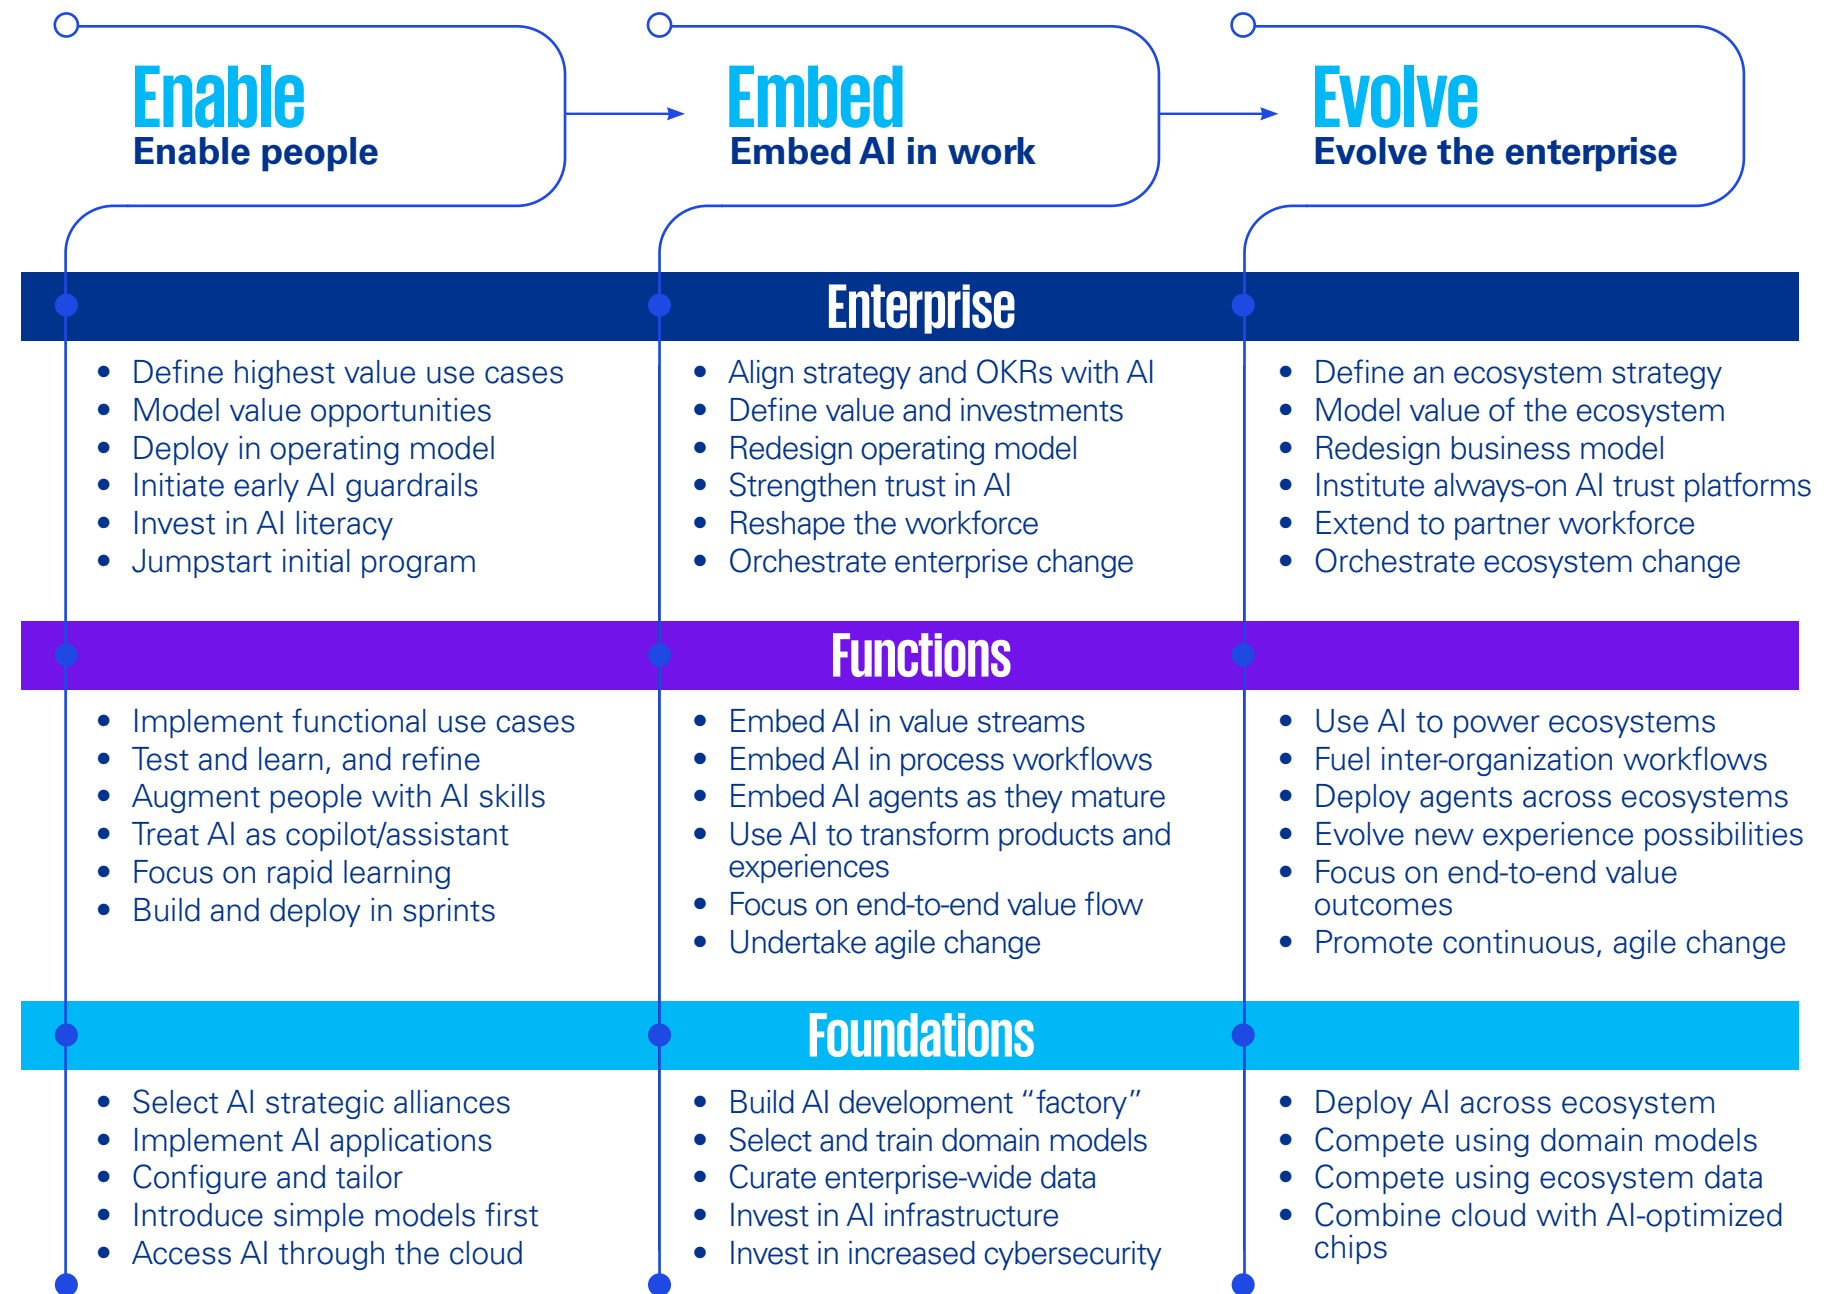 Enable
Enable people
Embed
Embed AI in work
Evolve
Evolve the enterprise
Enterprise
• Define highest value use cases
• Model value opportunities
• Deploy in operating model
• Initiate early AI guardrails
• Invest in AI literacy
• Jumpstart initial program
• Align strategy and OKRs with AI
• Define value and investments
• Redesign operating model
• Strengthen trust in AI
• Reshape the workforce
• Orchestrate enterprise change
• Define an ecosystem strategy
• Model value of the ecosystem
• Redesign business model
• Institute always-on AI trust platforms
• Extend to partner workforce
• Orchestrate ecosystem change
Functions
• Implement functional use cases
• Test and learn, and refine
• Augment people with AI skills
• Treat AI as copilot/assistant
• Focus on rapid learning
• Build and deploy in sprints
• Embed AI in value streams
• Embed AI in process workflows
• Embed AI agents as they mature
• Use AI to transform products and
experiences
• Focus on end-to-end value flow
• Undertake agile change
• Use AI to power ecosystems
• Fuel inter-organization workflows
• Deploy agents across ecosystems
• Evolve new experience possibilities
• Focus on end-to-end value
outcomes
• Promote continuous, agile change
Foundations
• Select AI strategic alliances
• Implement AI applications
• Configure and tailor
• Introduce simple models first
• Access AI through the cloud
• Build AI development “factory”
• Select and train domain models
• Curate enterprise-wide data
• Invest in AI infrastructure
• Invest in increased cybersecurity
• Deploy AI across ecosystem
• Compete using domain models
• Compete using ecosystem data
• Combine cloud with AI-optimized
chips